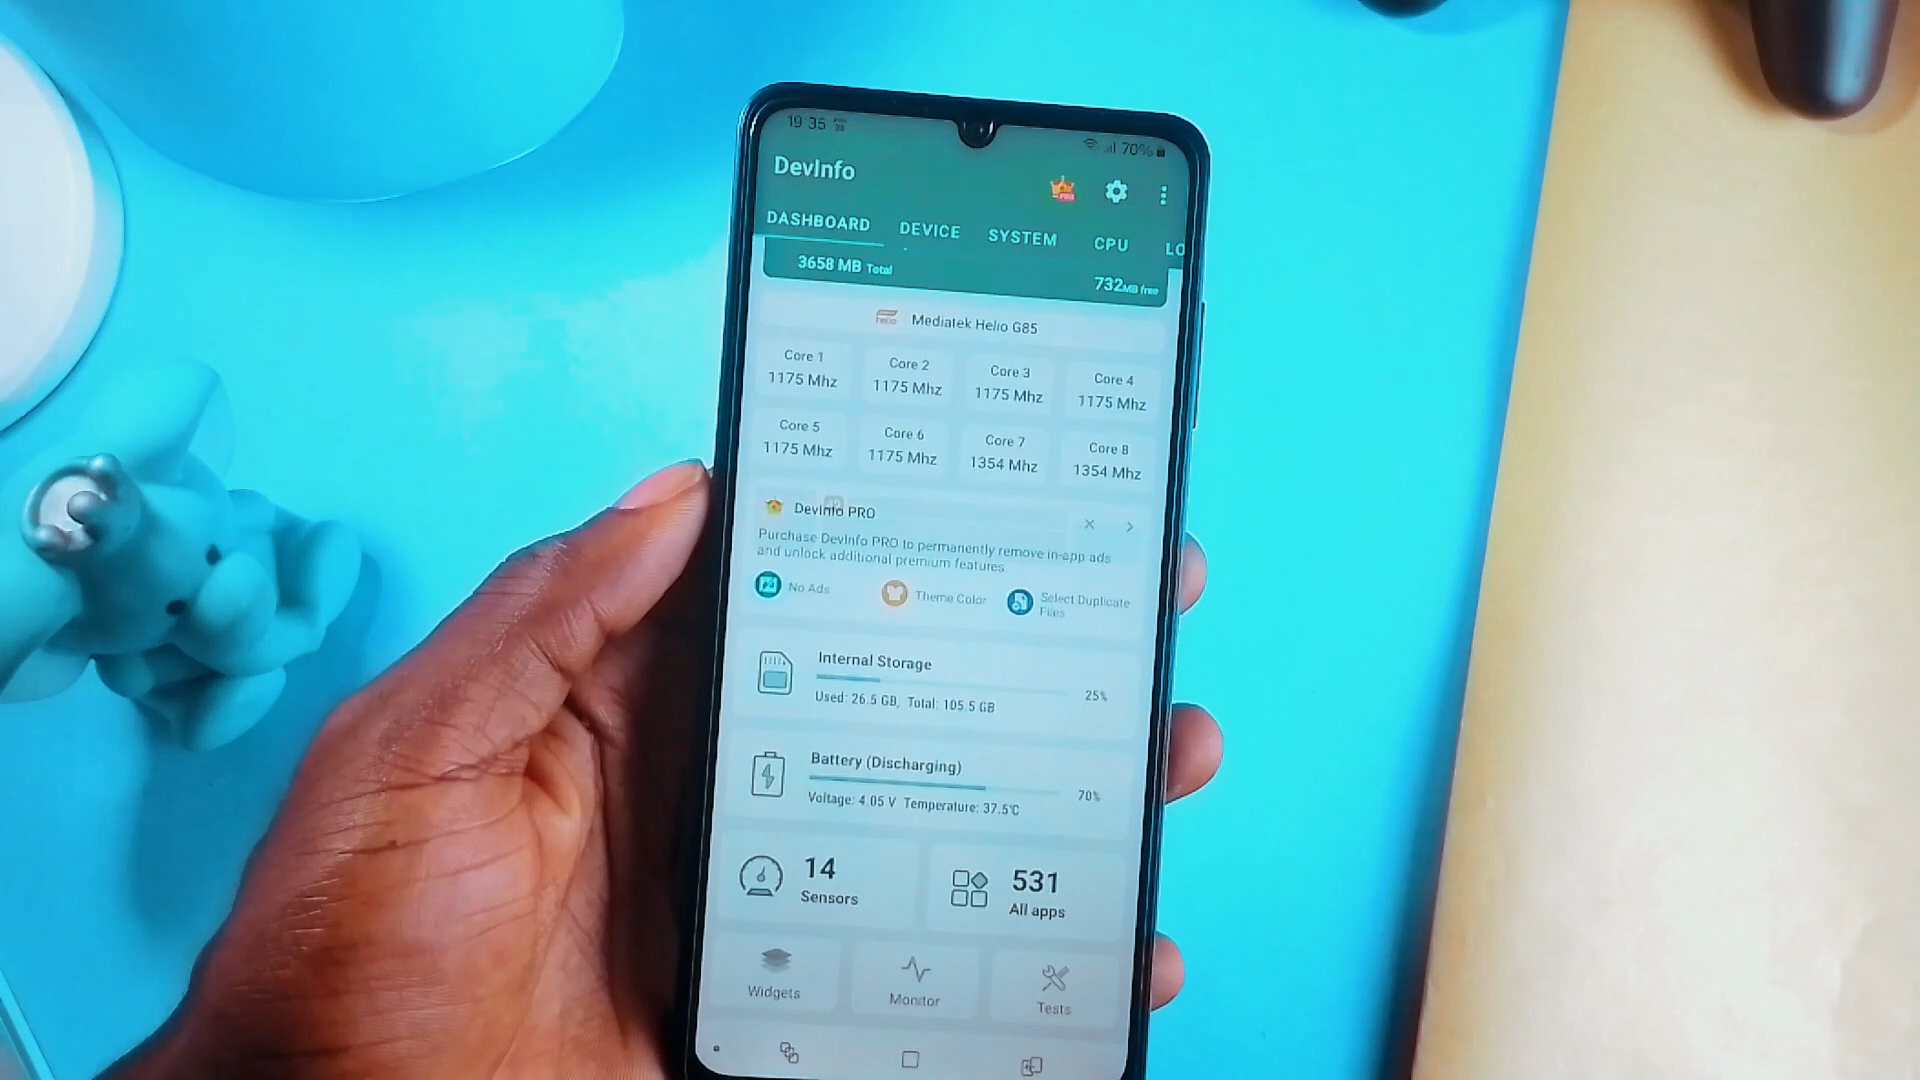 19 35
70%
DevInfo
PRO
DASHBOARD DEVICE SYSTEM CPU LO
3658 MB Total
732MB free
helio Mediatek Helio G85
Core 1 Core 2 Core 3 Core 4
1175 Mhz 1175 Mhz 1175 Mhz 1175 Mhz
Core 5 Core 6 Core 7 Core 8
1175 Mhz 1175 Mhz 1354 Mhz 1354 Mhz
DevInfo PRO
Purchase DevInfo PRO to permanently remove in-app ads
and unlock additional premium features.
No Ads Theme Color Select Duplicate
Files
Internal Storage
25%
Used: 26.5 GB, Total: 105.5 GB
Battery (Discharging)
70%
Voltage: 4.05 V Temperature: 37.5°C
14 531
Sensors All apps
Widgets Monitor Tests